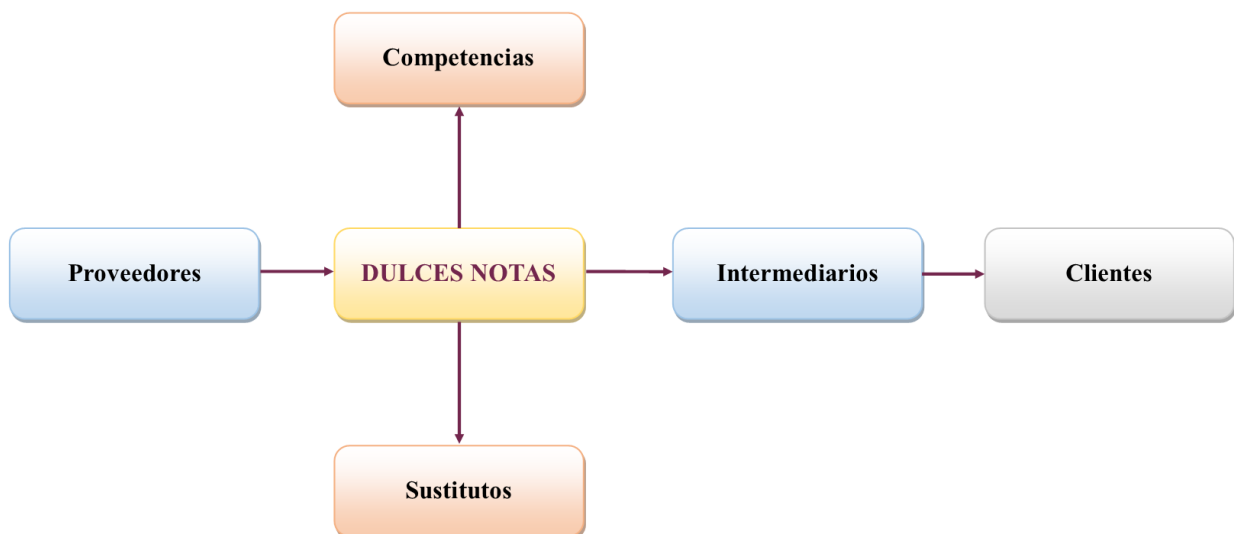 Competencias
Proveedores
DULCES NOTAS
Intermediarios
Clientes
Sustitutos